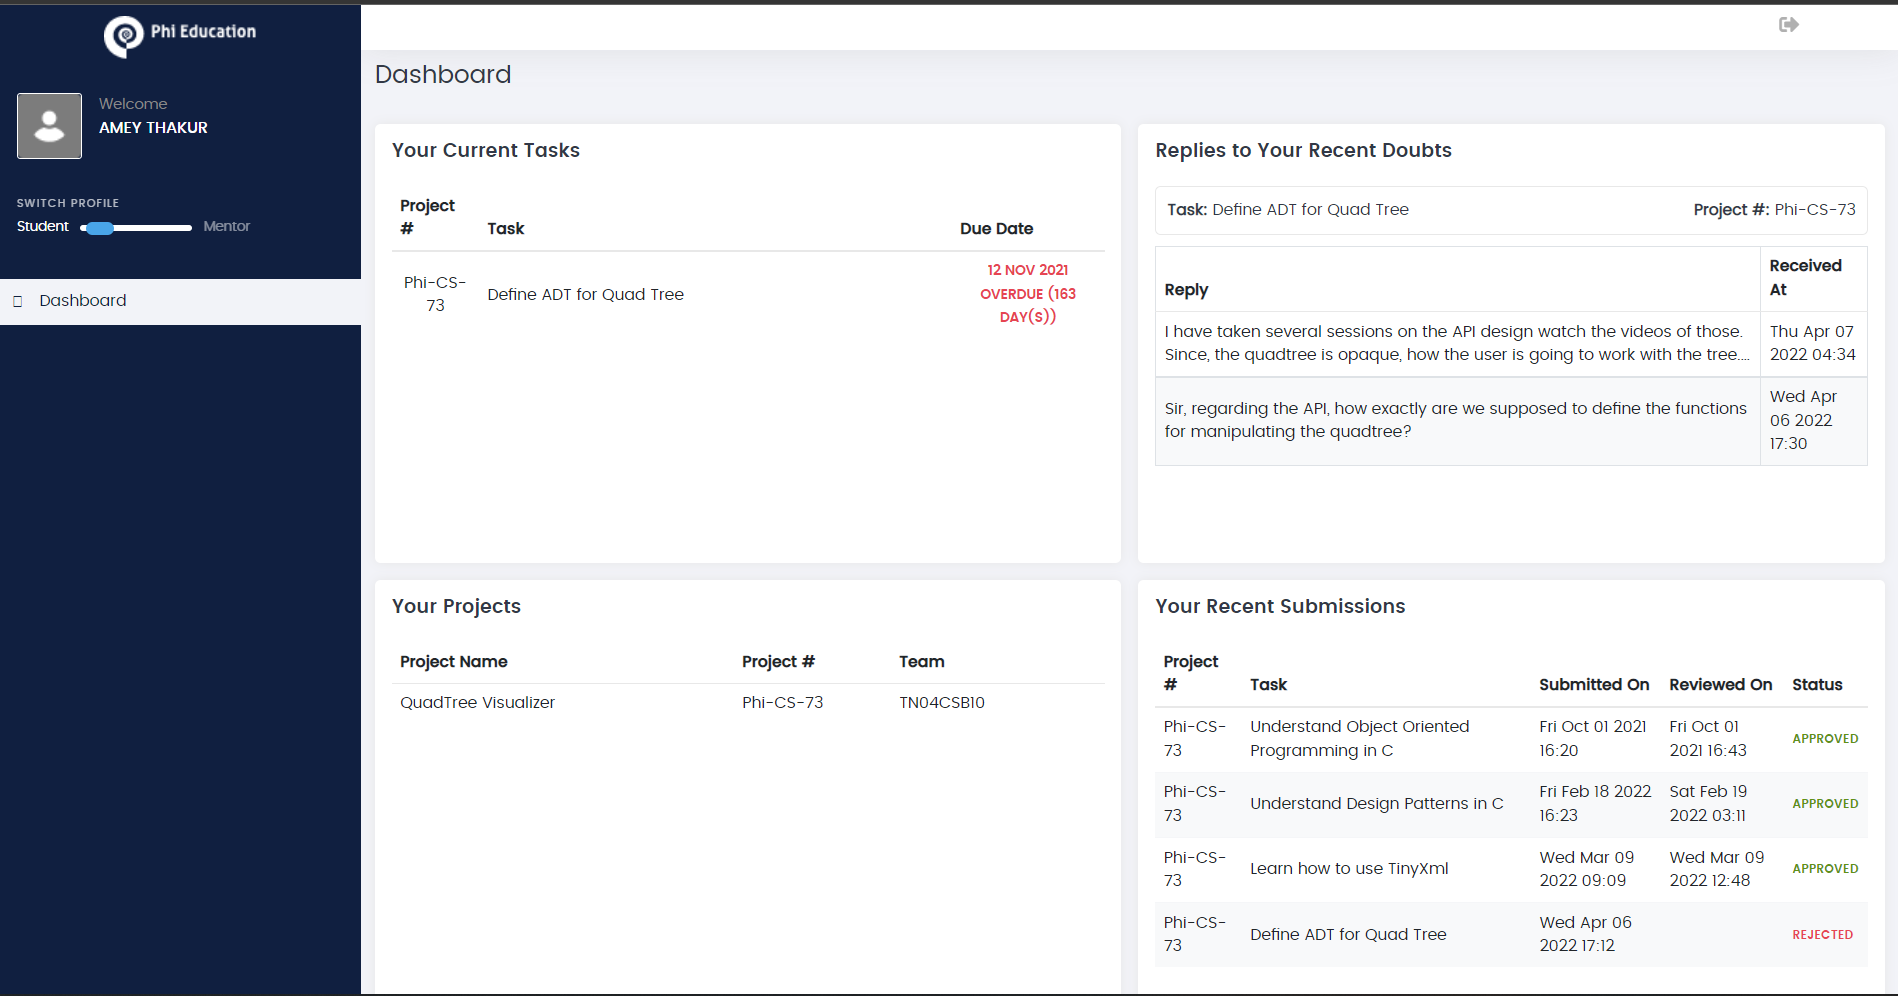 Phi Education
Welcome
AMEY THAKUR
SWITCH PROFILE
Student Mentor
Dashboard
Dashboard
Your Current Tasks
Project
#
Task
Due Date
Phi-CS-
73
Define ADT for Quad Tree
12 NOV 2021
OVERDUE (163
DAY(S))
Replies to Your Recent Doubts
Task: Define ADT for Quad Tree
Project #: Phi-CS-73
Reply
Received
At
I have taken several sessions on the API design watch the videos of those.
Since, the quadtree is opaque, how the user is going to work with the tree....
Thu Apr 07
2022 04:34
Sir, regarding the API, how exactly are we supposed to define the functions
for manipulating the quadtree?
Wed Apr
06 2022
17:30
Your Projects
Project Name
Project #
Team
QuadTree Visualizer
Phi-CS-73
TN04CSB10
Your Recent Submissions
Project
#
Task
Submitted On
Reviewed On
Status
Phi-CS-
73
Understand Object Oriented
Programming in C
Fri Oct 01 2021
16:20
Fri Oct 01
2021 16:43
APPROVED
Phi-CS-
73
Understand Design Patterns in C
Fri Feb 18 2022
16:23
Sat Feb 19
2022 03:11
APPROVED
Phi-CS-
73
Learn how to use TinyXml
Wed Mar 09
2022 09:09
Wed Mar 09
2022 12:48
APPROVED
Phi-CS-
73
Define ADT for Quad Tree
Wed Apr 06
2022 17:12
REJECTED